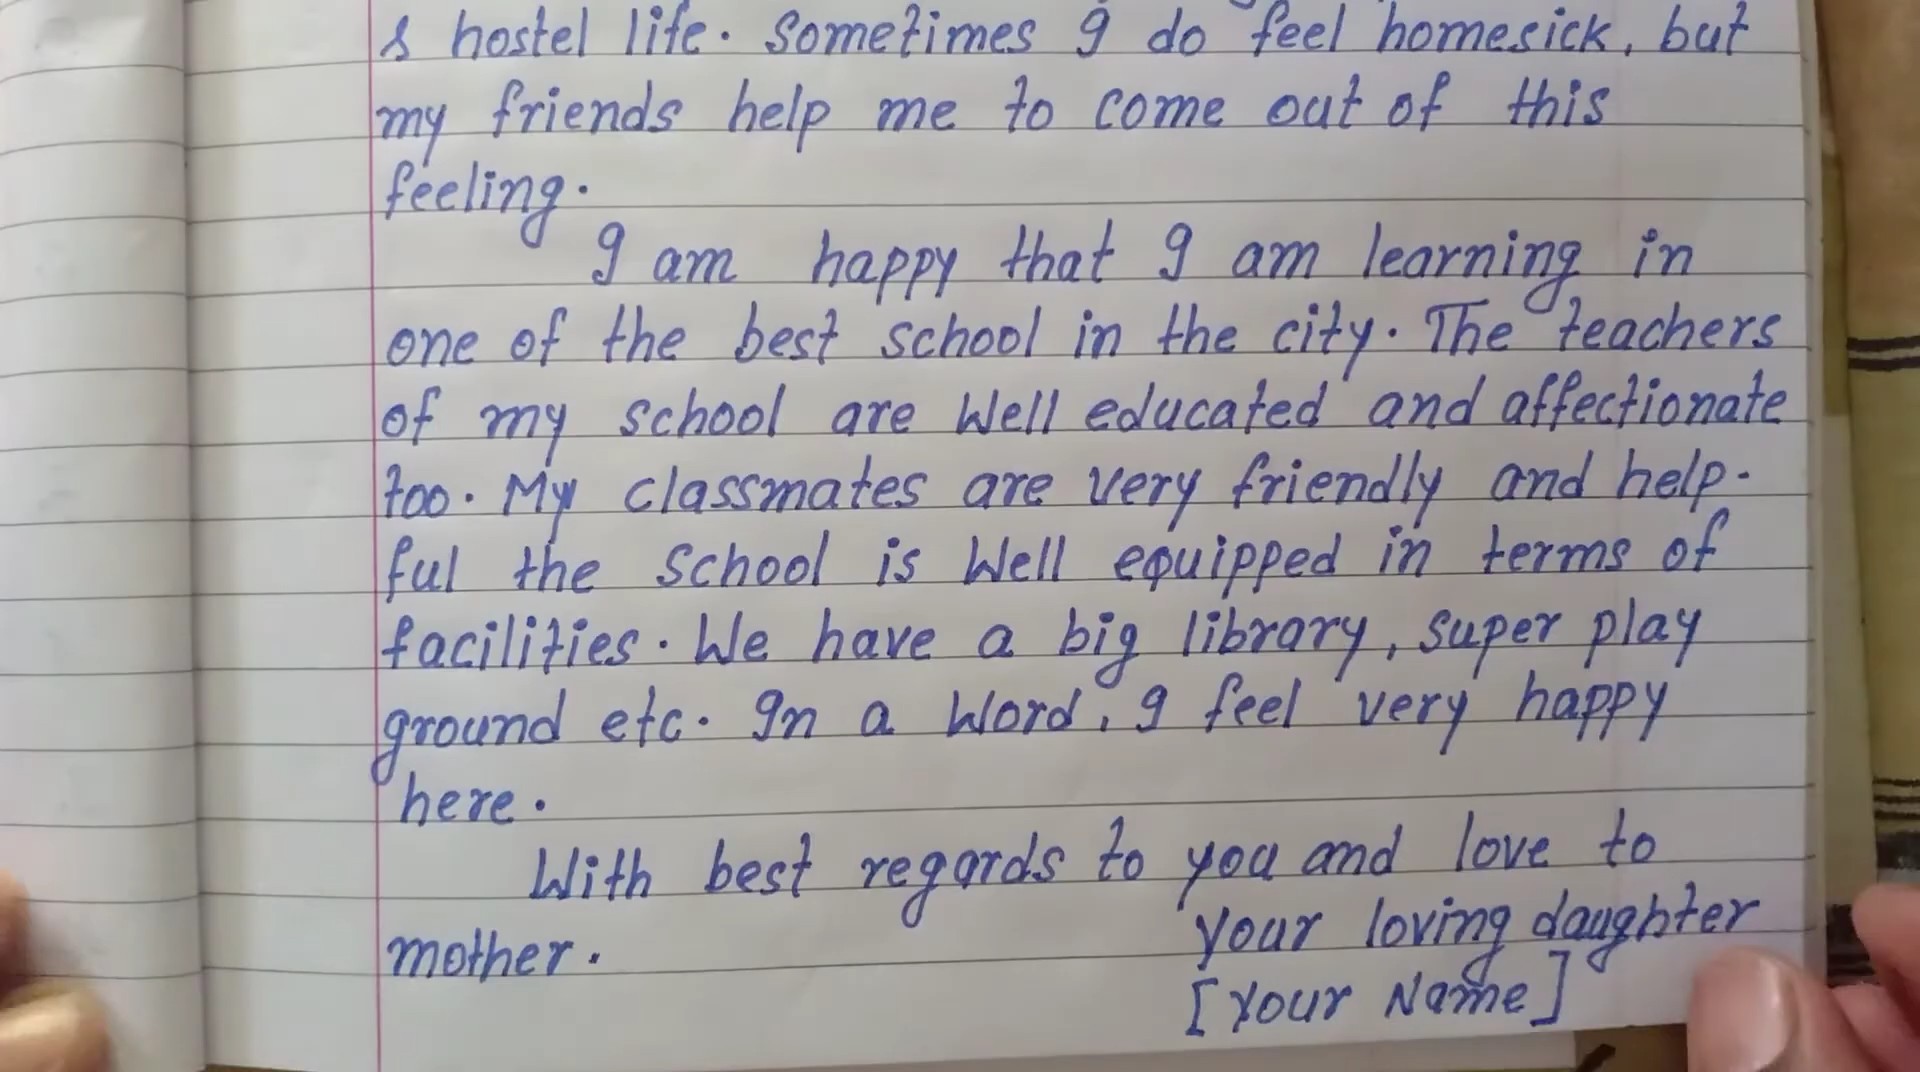 & hostel life. Sometimes I do feel homesick, but
my friends help me to come out of this
feeling.
I am happy that I am learning in
one of the best school in the city. The teachers
of my school are Well educated and affectionate
too. My classmates are very friendly and help-
ful the school is Well equipped in terms of
facilities. We have a big library, super play
ground etc. In a Word, I feel very happy
here.
With best regards to you and love to
mother.
Your loving daughter
[Your Name]